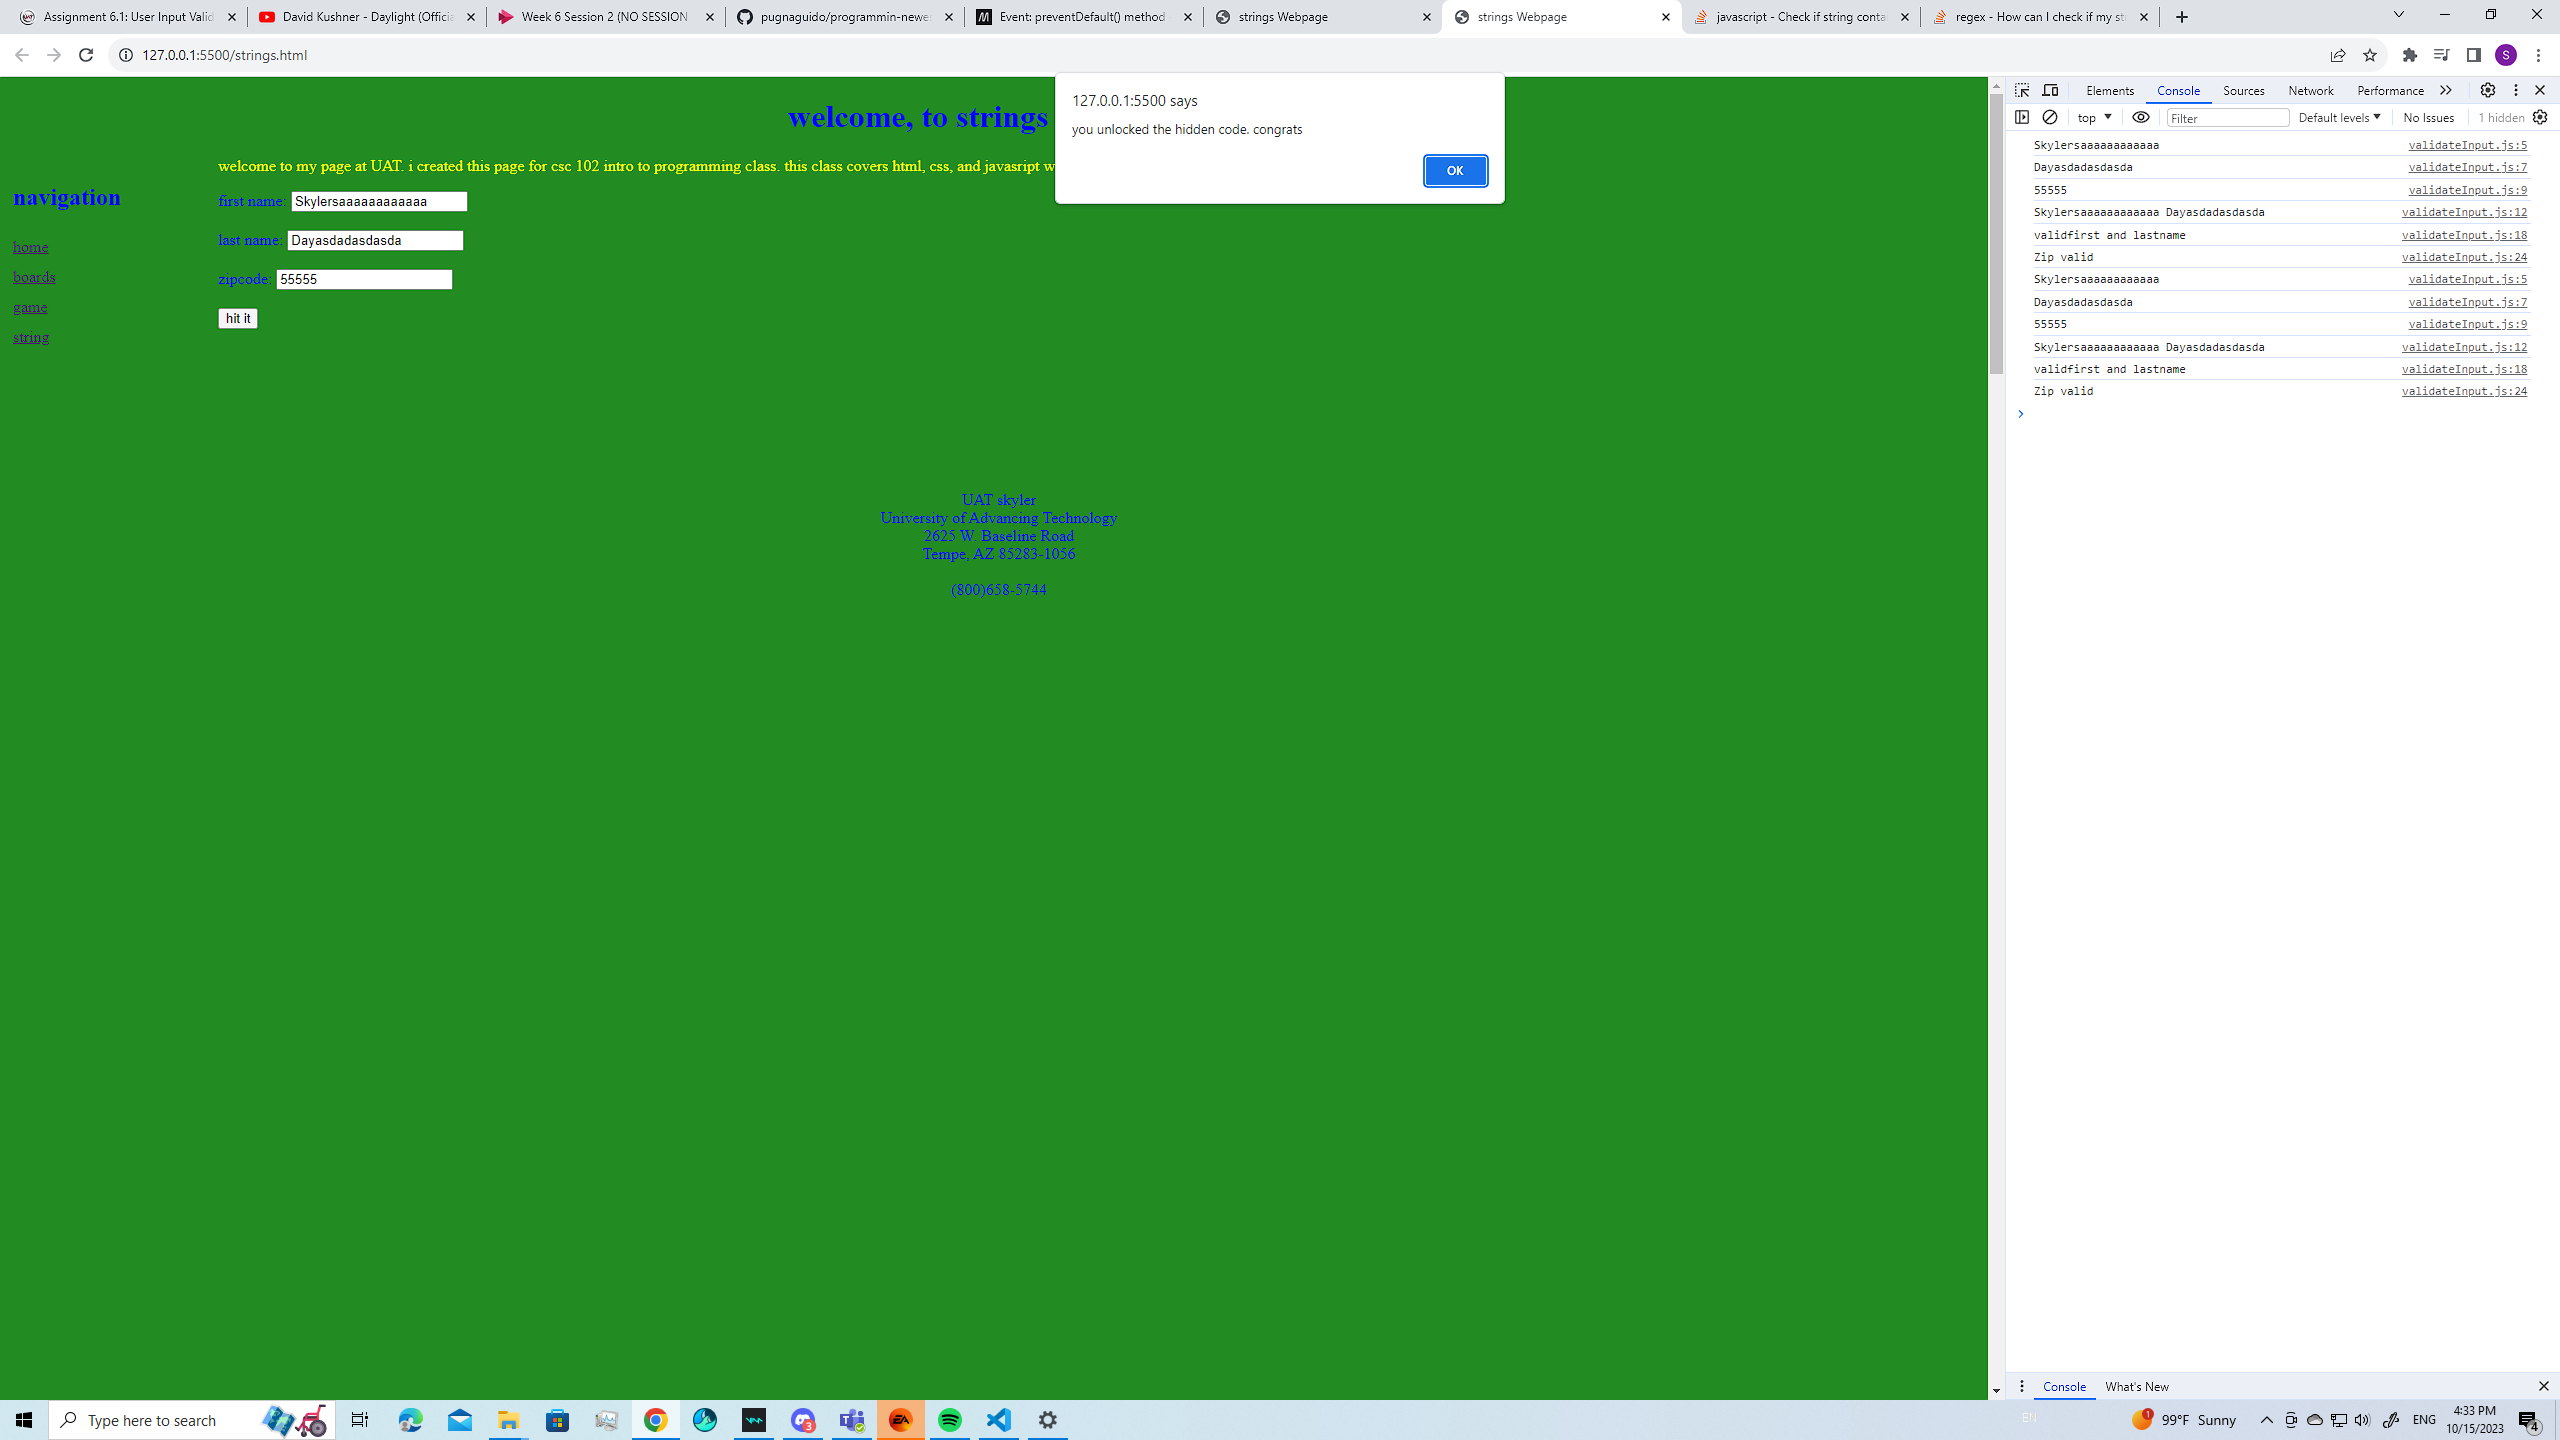 Assignment 6.1: User Input Valid
David Kushner - Daylight (Officia
Week 6 Session 2 (NO SESSION
pugnaguido/programmin-newes
Event: preventDefault() method
strings Webpage
strings Webpage
javascript - Check if string conta
regex - How can I check if my st
127.0.0.1:5500/strings.html
S
127.0.0.1:5500 says
you unlocked the hidden code. congrats
OK
welcome, to strings
navigation
home
boards
game
string
welcome to my page at UAT. i created this page for csc 102 intro to programming class. this class covers html, css, and javasript w
first name: Skylersaaaaaaaaaaaa
last name: Dayasdadasdasda
zipcode: 55555
hit it
UAT skyler
University of Advancing Technology
2625 W. Baseline Road
Tempe, AZ 85283-1056
(800)658-5744
Elements Console Sources Network Performance
top Filter Default levels No Issues 1 hidden
Skylersaaaaaaaaaaaa validateInput.js:5
Dayasdadasdasda validateInput.js:7
55555 validateInput.js:9
Skylersaaaaaaaaaaaa Dayasdadasdasda validateInput.js:12
validfirst and lastname validateInput.js:18
Zip valid validateInput.js:24
Skylersaaaaaaaaaaaa validateInput.js:5
Dayasdadasdasda validateInput.js:7
55555 validateInput.js:9
Skylersaaaaaaaaaaaa Dayasdadasdasda validateInput.js:12
validfirst and lastname validateInput.js:18
Zip valid validateInput.js:24
Console What's New
Type here to search
3
EA
EN
1
99°F Sunny
ENG
4:33 PM
10/15/2023
4